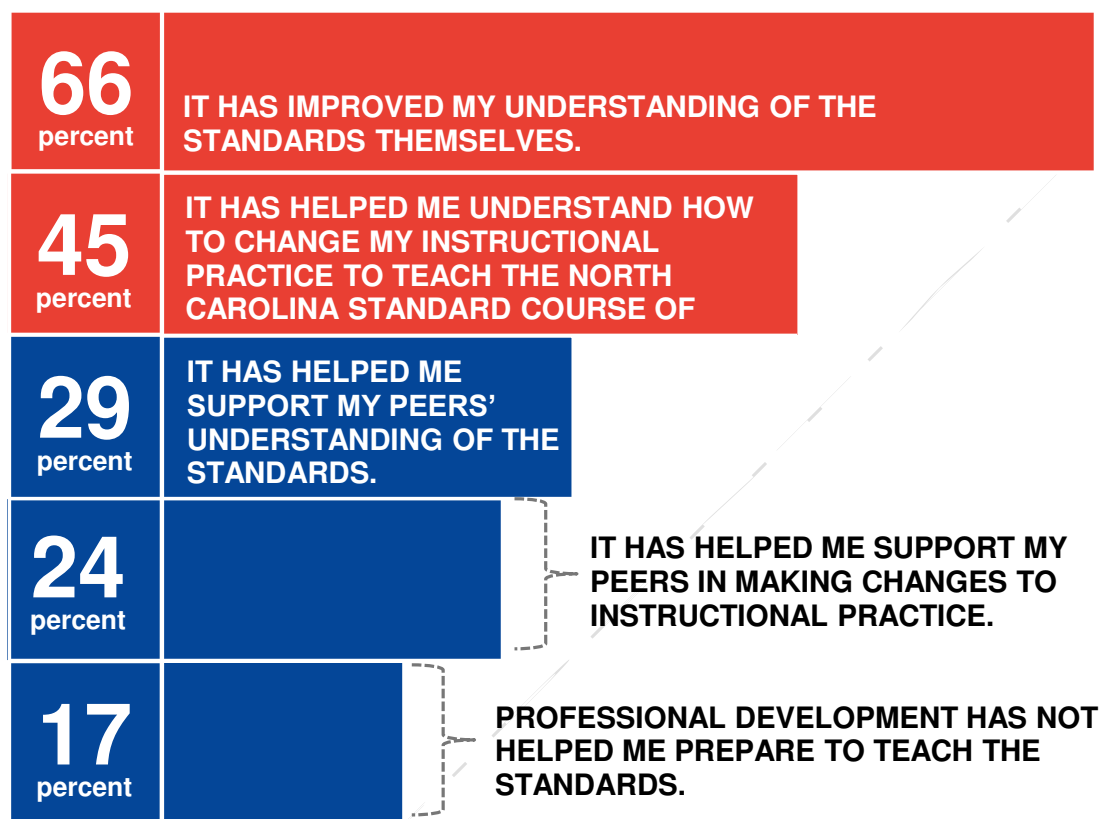 66
percent
IT HAS IMPROVED MY UNDERSTANDING OF THE
STANDARDS THEMSELVES.
45
percent
IT HAS HELPED ME UNDERSTAND HOW
TO CHANGE MY INSTRUCTIONAL
PRACTICE TO TEACH THE NORTH
CAROLINA STANDARD COURSE OF
29
percent
IT HAS HELPED ME
SUPPORT MY PEERS’
UNDERSTANDING OF THE
STANDARDS.
24
percent
IT HAS HELPED ME SUPPORT MY
PEERS IN MAKING CHANGES TO
INSTRUCTIONAL PRACTICE.
17
percent
PROFESSIONAL DEVELOPMENT HAS NOT
HELPED ME PREPARE TO TEACH THE
STANDARDS.